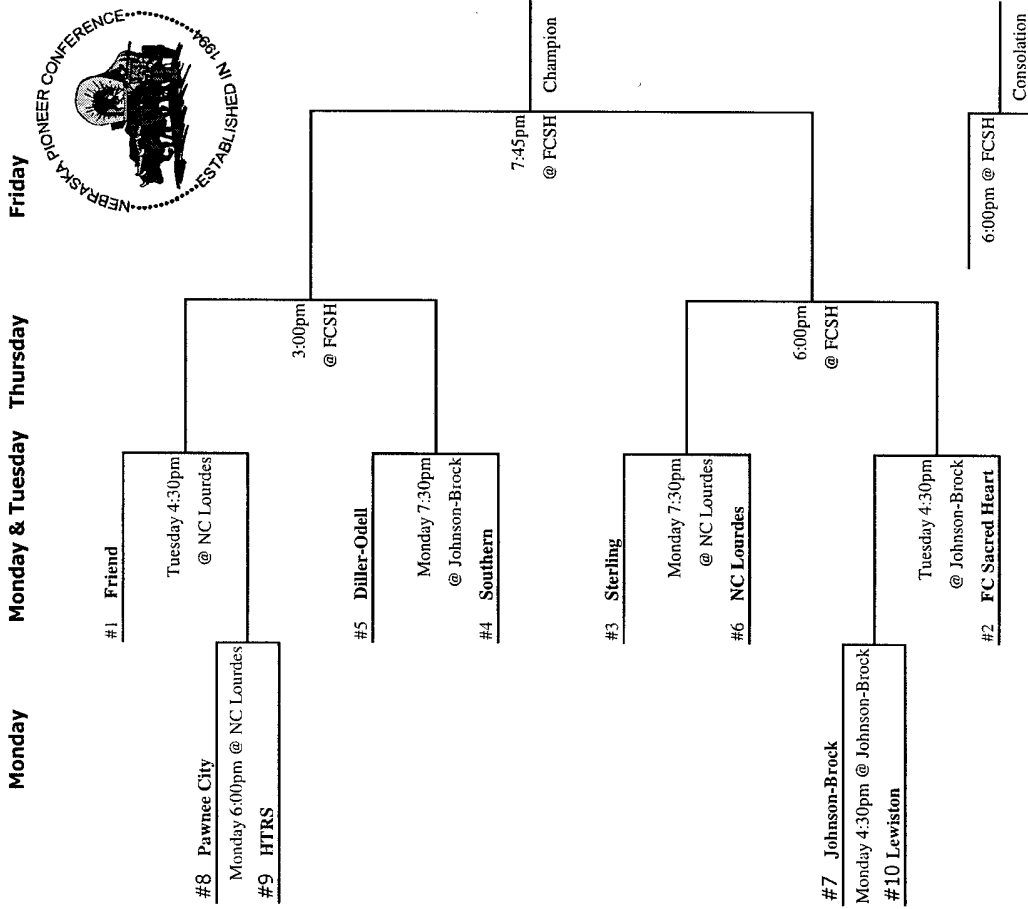 Monday
Monday & Tuesday
Thursday
Friday
NEBRASKA PIONEER CONFERENCE
ESTABLISHED IN 1994
#1 Friend
Tuesday 4:30pm
@ NC Lourdes
#8 Pawnee City
Monday 6:00pm @ NC Lourdes
#9 HTRS
3:00pm
@ FCSH
#5 Diller-Odell
Monday 7:30pm
@ Johnson-Brock
#4 Southern
7:45pm
@ FCSH
Champion
#3 Sterling
Monday 7:30pm
@ NC Lourdes
#6 NC Lourdes
6:00pm
@ FCSH
#7 Johnson-Brock
Monday 4:30pm @ Johnson-Brock
#10 Lewiston
Tuesday 4:30pm
@ Johnson-Brock
#2 FC Sacred Heart
6:00pm @ FCSH
Consolation